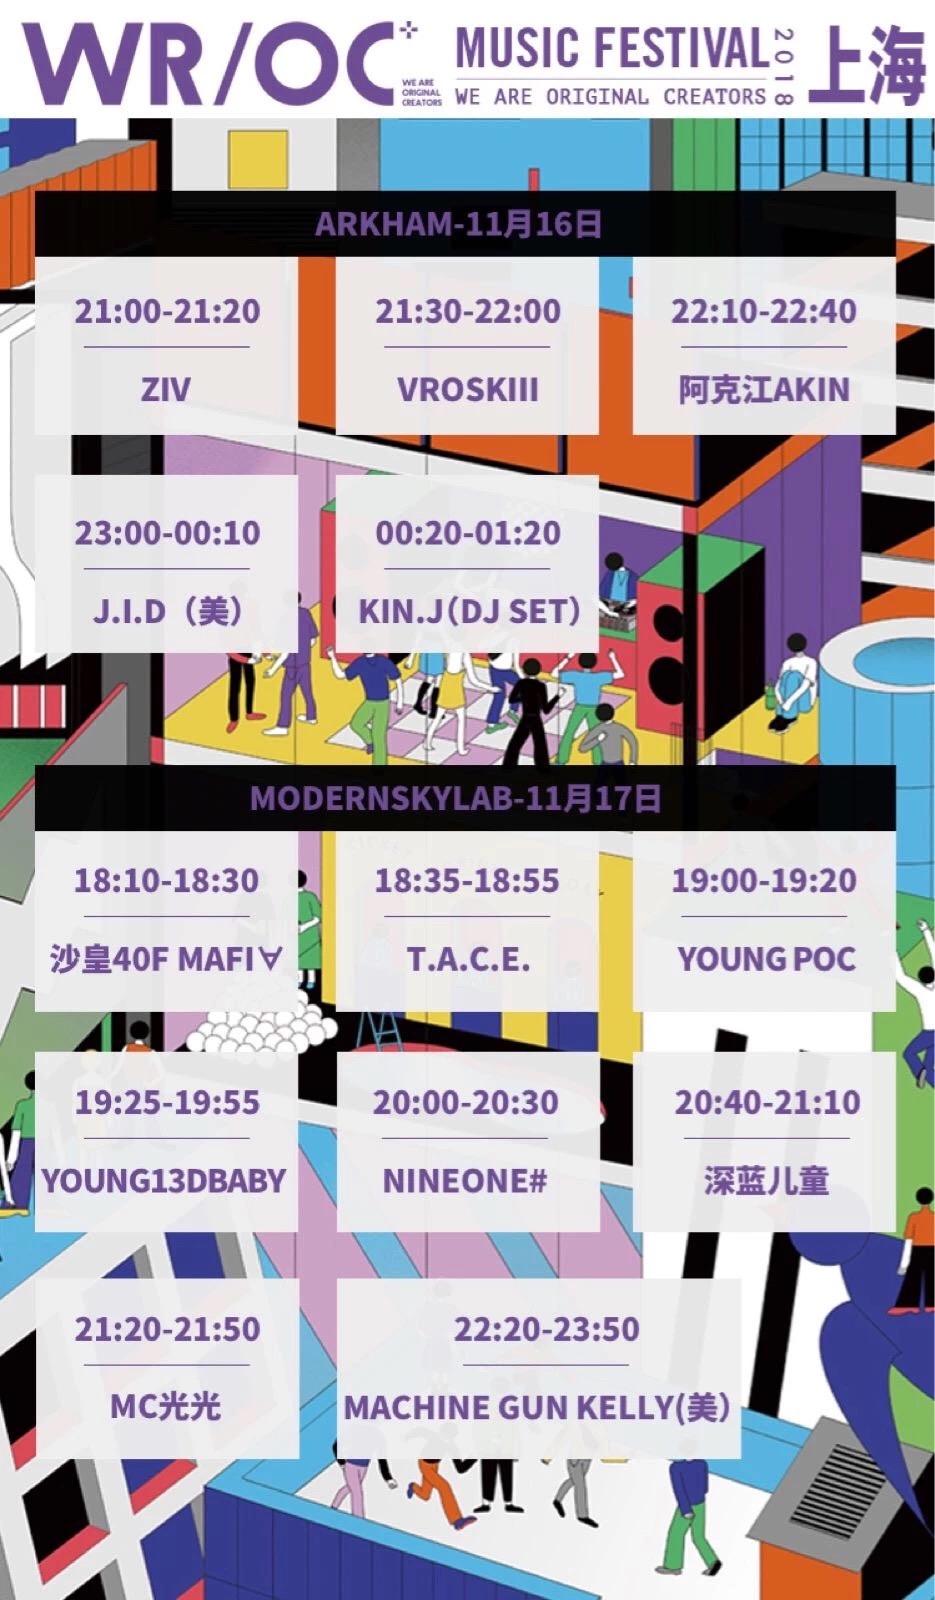 WR/OC+
WE ARE
ORIGINAL
CREATORS
MUSIC FESTIVAL
WE ARE ORIGINAL CREATORS
2018
上海
ARKHAM-11月16日
21:00-21:20
ZIV
21:30-22:00
VROSKIII
22:10-22:40
阿克江AKIN
23:00-00:10
J.I.D（美）
00:20-01:20
KIN.J(DJ SET)
MODERNSKYLAB-11月17日
18:10-18:30
沙皇40F MAFI∀
18:35-18:55
T.A.C.E.
19:00-19:20
YOUNG POC
19:25-19:55
YOUNG13DBABY
20:00-20:30
NINEONE#
20:40-21:10
深蓝儿童
21:20-21:50
MC光光
22:20-23:50
MACHINE GUN KELLY(美)